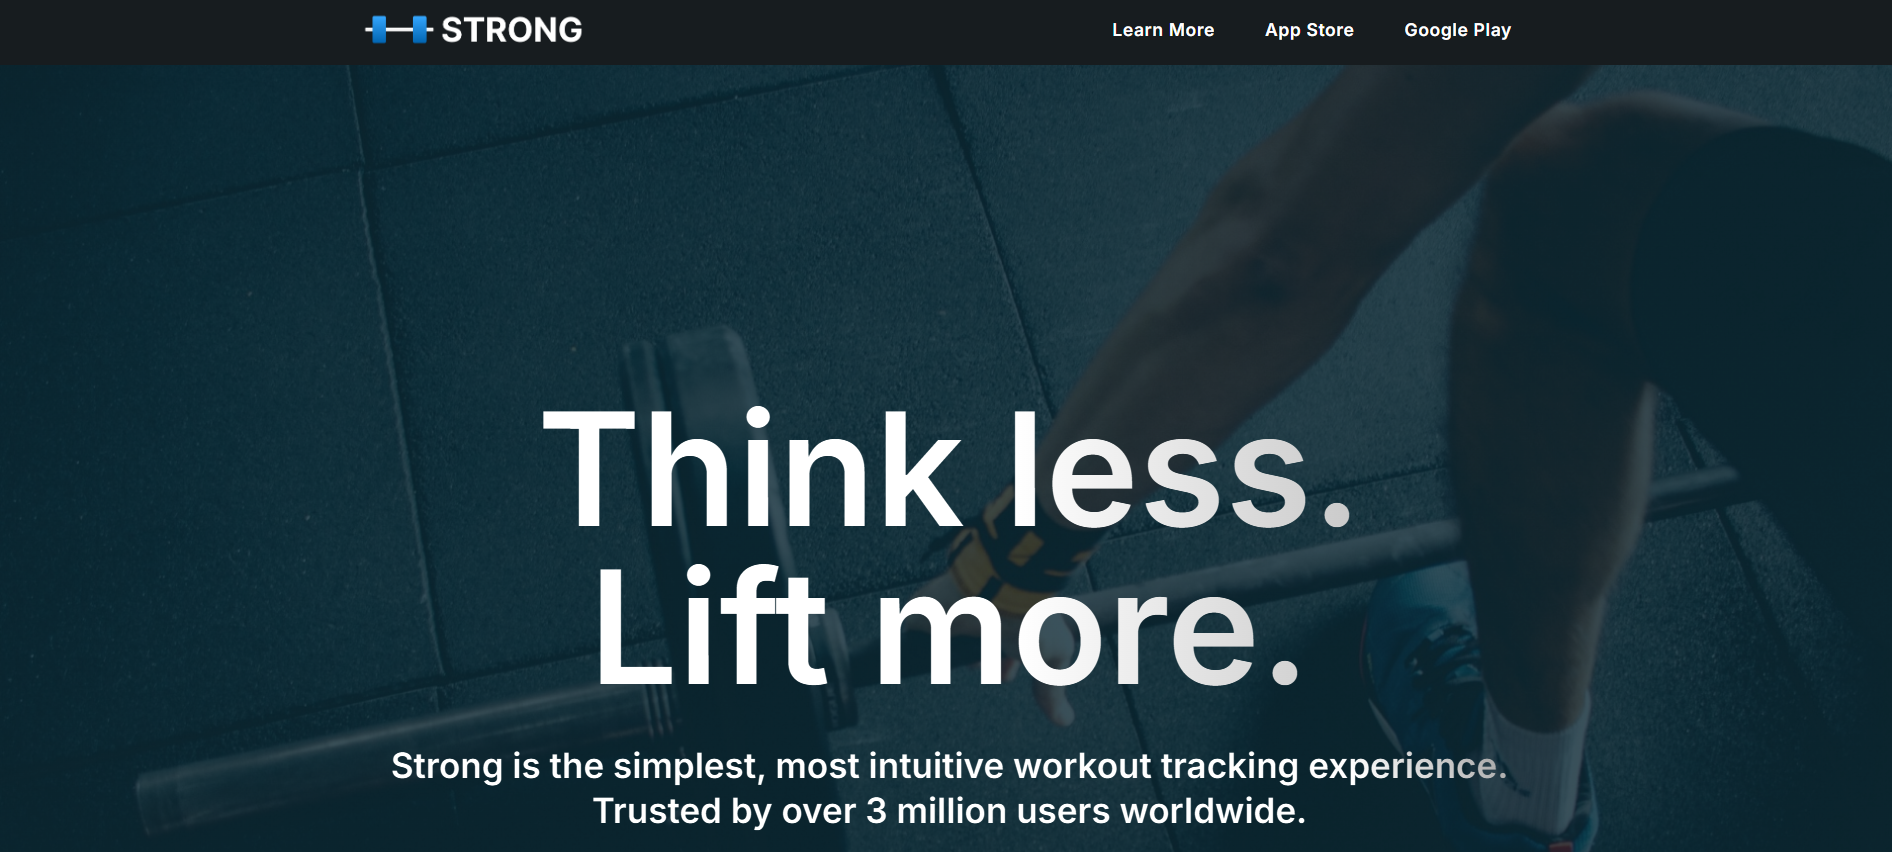 STRONG
Learn More
App Store
Google Play
Think less.
Lift more.
Strong is the simplest, most intuitive workout tracking experience.
Trusted by over 3 million users worldwide.